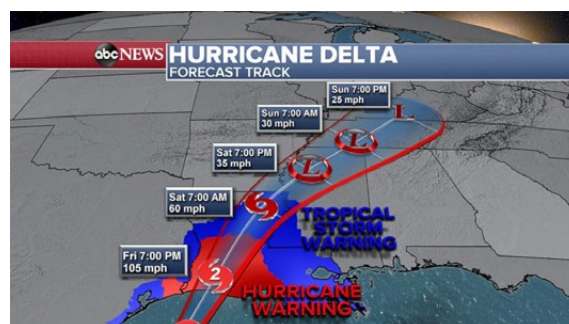 abc NEWS
HURRICANE DELTA
FORECAST TRACK
Sun 7:00 PM
25 mph
L
Sun 7:00 AM
30 mph
L
Sat 7:00 PM
35 mph
L
Sat 7:00 AM
60 mph
TROPICAL
STORM
WARNING
Fri 7:00 PM
105 mph
2
HURRICANE
WARNING